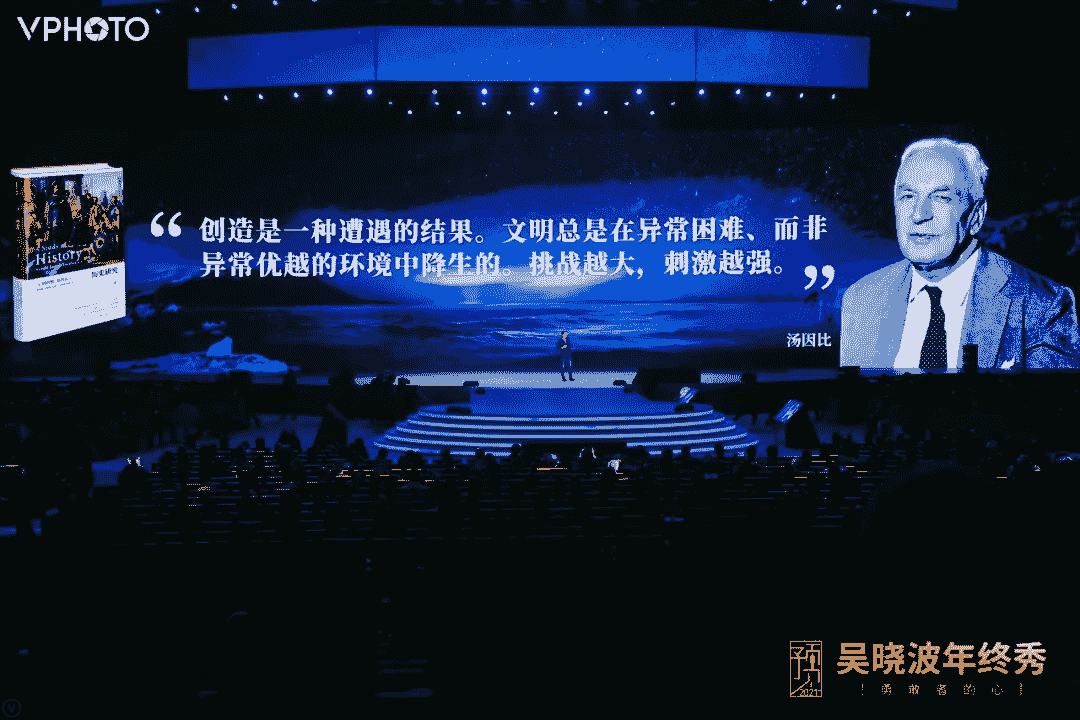 VPHOTO
“ 创造是一种遭遇的结果。文明总是在异常困难、而非
异常优越的环境中降生的。挑战越大，刺激越强。 ”
汤因比
A Study of
History
历史研究
预
2021
吴晓波年终秀
[ 勇敢者的心 ]